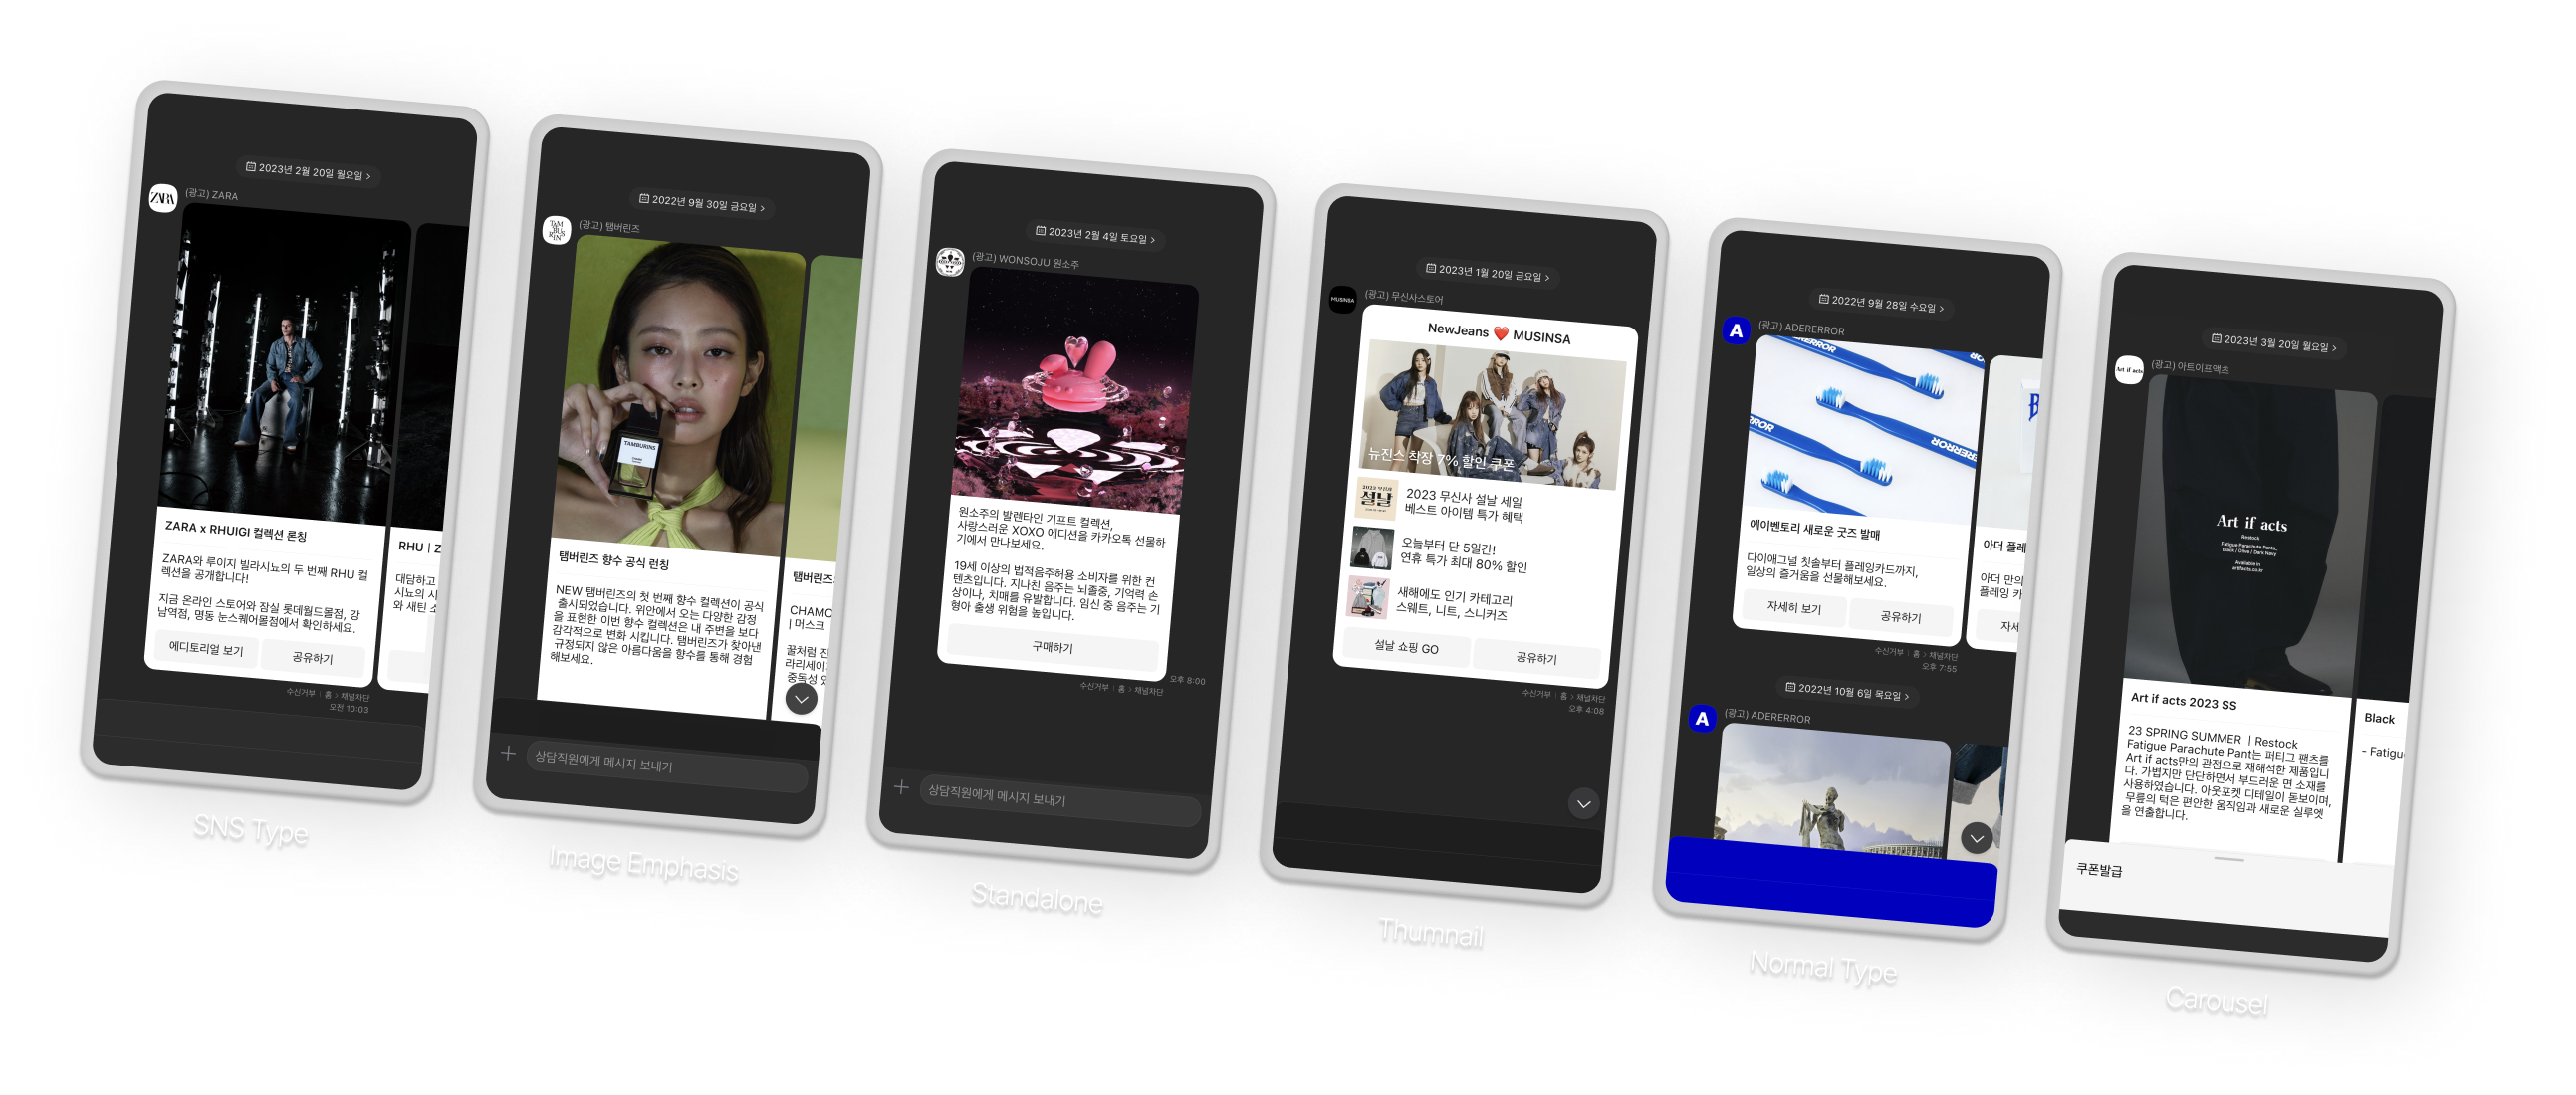 2023년 2월 20일 월요일 >
ZARA
(광고) ZARA
ZARA x RHUIGI 컬렉션 론칭
ZARA와 루이지 빌라시뇨의 두 번째 RHU 컬
렉션을 공개합니다!
지금 온라인 스토어와 잠실 롯데월드몰점, 강
남역점, 명동 눈스퀘어몰점에서 확인하세요.
에디토리얼 보기
공유하기
RHU | Z
대담하고
시뇨의 시
와 새틴 소
수신거부 | 홈 > 채널차단
오전 10:03
SNS Type
2022년 9월 30일 금요일 >
TAM
BU
RINS
(광고) 탬버린즈
TAMBURINS
탬버린즈 향수 공식 런칭
NEW 탬버린즈의 첫 번째 향수 컬렉션이 공식
출시되었습니다. 위안에서 오는 다양한 감정
을 표현한 이번 향수 컬렉션은 내 주변을 보다
감각적으로 변화 시킵니다. 탬버린즈가 찾아낸
규정되지 않은 아름다움을 향수를 통해 경험
해보세요.
탬버린즈
CHAMO
| 머스크
꿀처럼 진
라리세이
중독성 있
상담직원에게 메시지 보내기
Image Emphasis
2023년 2월 4일 토요일 >
(광고) WONSOJU 원소주
원소주의 발렌타인 기프트 컬렉션,
사랑스러운 XOXO 에디션을 카카오톡 선물하
기에서 만나보세요.
19세 이상의 법적음주허용 소비자를 위한 컨
텐츠입니다. 지나친 음주는 뇌졸중, 기억력 손
상이나, 치매를 유발합니다. 임신 중 음주는 기
형아 출생 위험을 높입니다.
구매하기
오후 8:00
수신거부 | 홈 > 채널차단
상담직원에게 메시지 보내기
Standalone
2023년 1월 20일 금요일 >
MUSINSA
(광고) 무신사스토어
NewJeans ❤️ MUSINSA
뉴진스 착장 7% 할인 쿠폰
2023 무신사
설날
2023 무신사 설날 세일
베스트 아이템 특가 혜택
오늘부터 단 5일간!
연휴 특가 최대 80% 할인
새해에도 인기 카테고리
스웨트, 니트, 스니커즈
설날 쇼핑 GO
공유하기
수신거부 | 홈 > 채널차단
오후 4:08
Thumnail
2022년 9월 28일 수요일 >
A
(광고) ADERERROR
에이벤토리 새로운 굿즈 발매
다이애그널 칫솔부터 플레잉카드까지,
일상의 즐거움을 선물해보세요.
자세히 보기
공유하기
아더 플레
아더 만의
플레잉 카
자세
수신거부 | 홈 > 채널차단
오후 7:55
2022년 10월 6일 목요일 >
A
(광고) ADERERROR
Normal Type
2023년 3월 20일 월요일 >
Art if acts
(광고) 아트이프액츠
Art if acts
Restock
Fatigue Parachute Pants,
Black / Olive / Dark Navy
Available in
artifacts.co.kr
Art if acts 2023 SS
23 SPRING SUMMER | Restock
Fatigue Parachute Pant는 퍼티그 팬츠를
Art if acts만의 관점으로 재해석한 제품입니
다. 가볍지만 단단하면서 부드러운 면 소재를
사용하였습니다. 아웃포켓 디테일이 돋보이며,
무릎의 턱은 편안한 움직임과 새로운 실루엣
을 연출합니다.
Black
- Fatigu
쿠폰발급
Carousel